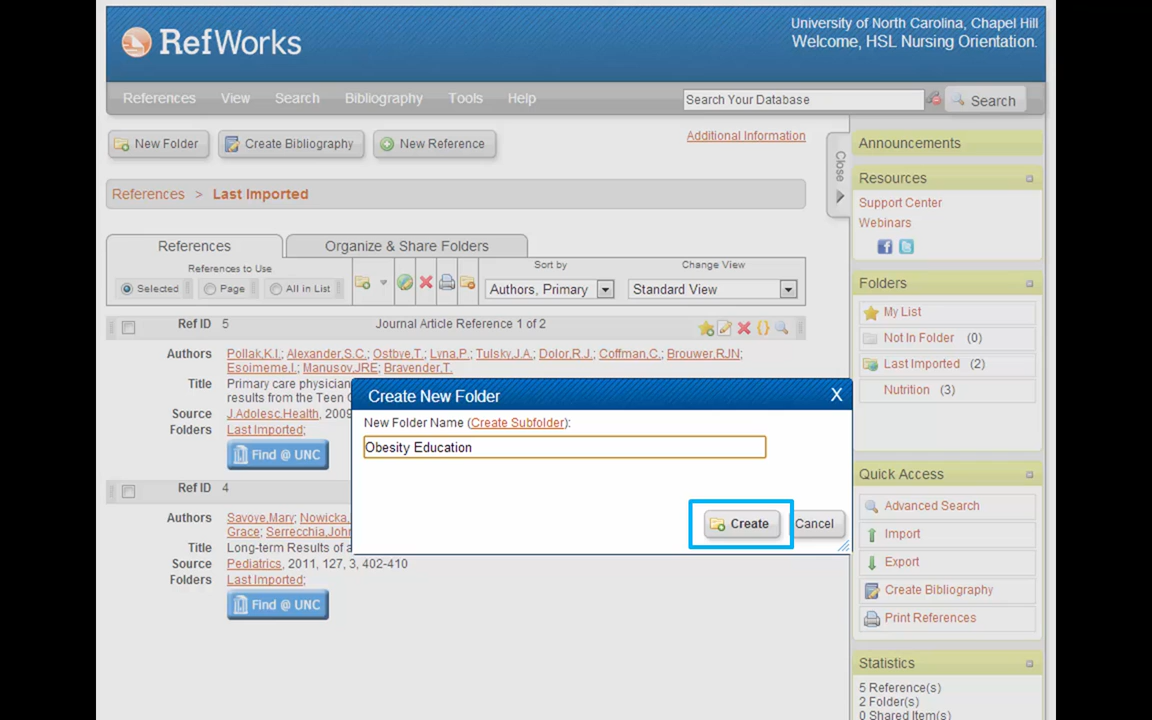 RefWorks
University of North Carolina, Chapel Hill
Welcome, HSL Nursing Orientation.
References View Search Bibliography Tools Help
Search Your Database
Search
New Folder
Create Bibliography
New Reference
Additional Information
Close
References > Last Imported
References
Organize & Share Folders
References to Use
Selected Page All in List
Sort by
Authors, Primary
Change View
Standard View
Ref ID 5 Journal Article Reference 1 of 2
Authors Pollak,K.I.; Alexander,S.C.; Ostbye,T.; Lyna,P.; Tulsky,J.A.; Dolor,R.J.; Coffman,C.; Brouwer,RJN;
Esoimeme,I.; Manusov,JRE; Bravender,T.
Title Primary care physician
results from the Teen
Source J.Adolesc.Health, 2009
Folders Last Imported;
Find @ UNC
Ref ID 4
Authors Savoye,Mary; Nowicka,
Grace; Serrecchia,John
Title Long-term Results of a
Source Pediatrics, 2011, 127, 3, 402-410
Folders Last Imported;
Find @ UNC
Create New Folder X
New Folder Name (Create Subfolder):
Obesity Education
Create
Cancel
Announcements
Resources
Support Center
Webinars
Folders
My List
Not In Folder (0)
Last Imported (2)
Nutrition (3)
Quick Access
Advanced Search
Import
Export
Create Bibliography
Print References
Statistics
5 Reference(s)
2 Folder(s)
0 Shared Item(s)